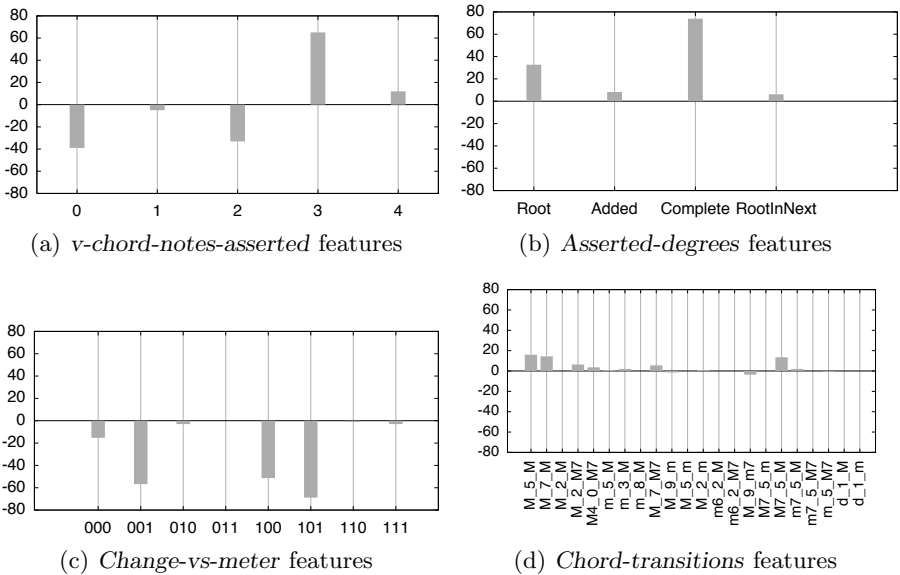 80
60
40
20
0
-20
-40
-60
-80
0 1 2 3 4
(a) v-chord-notes-asserted features
80
60
40
20
0
-20
-40
-60
-80
Root Added Complete RootInNext
(b) Asserted-degrees features
80
60
40
20
0
-20
-40
-60
-80
000 001 010 011 100 101 110 111
(c) Change-vs-meter features
80
60
40
20
0
-20
-40
-60
-80
M_5_M
M_7_M
M_2_M
M_2_M7
M4_0_M7
m_5_M
m_3_M
m_8_M
M_7_M7
M_9_m
M_5_m
M_2_m
m6_2_M
m6_2_M7
M_9_m7
M7_5_m
M7_5_M
m7_5_M
m7_5_M7
m_5_M7
d_1_M
d_1_m
(d) Chord-transitions features